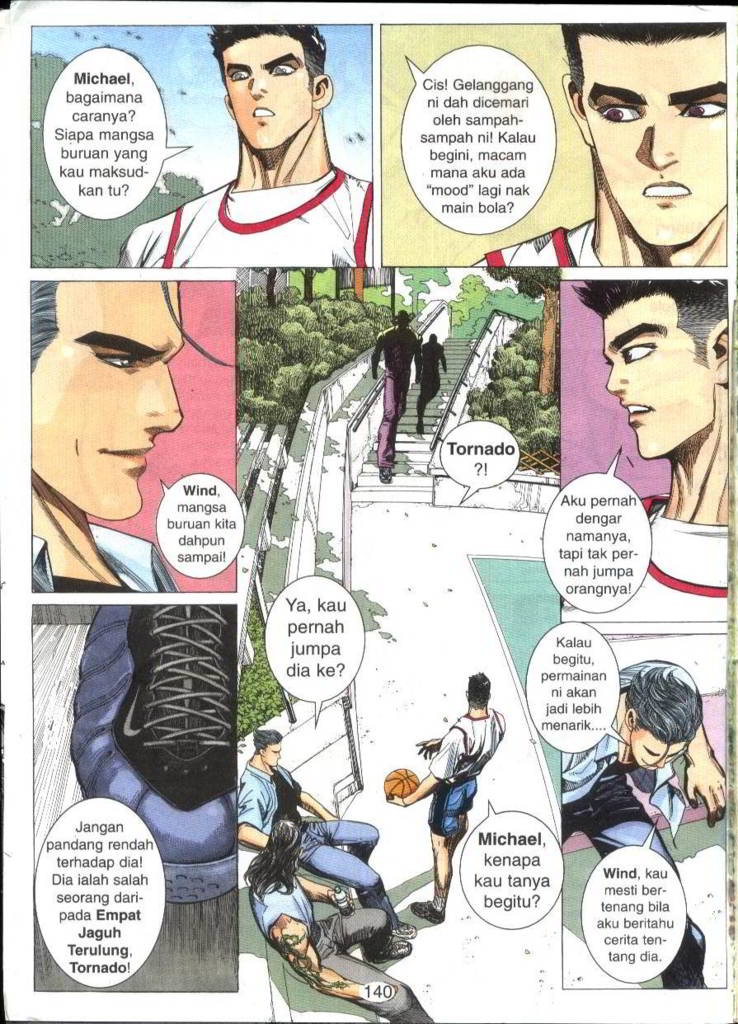 Michael,
bagaimana
caranya?
Siapa mangsa
buruan yang
kau maksud-
kan tu?
Cis! Gelanggang
ni dah dicemari
oleh sampah-
sampah ni! Kalau
begini, macam
mana aku ada
“mood” lagi nak
main bola?
Wind,
mangsa
buruan kita
dahpun
sampai!
Jangan
pandang rendah
terhadap dia!
Dia ialah salah
seorang dari-
pada Empat
Jaguh
Terulung,
Tornado!
Tornado
?!
Aku pernah
dengar
namanya,
tapi tak per-
nah jumpa
orangnya!
Ya, kau
pernah
jumpa
dia ke?
Michael,
kenapa
kau tanya
begitu?
Kalau
begitu,
permainan
ni akan
jadi lebih
menarik....
Wind, kau
mesti ber-
tenang bila
aku beritahu
cerita ten-
tang dia.
140